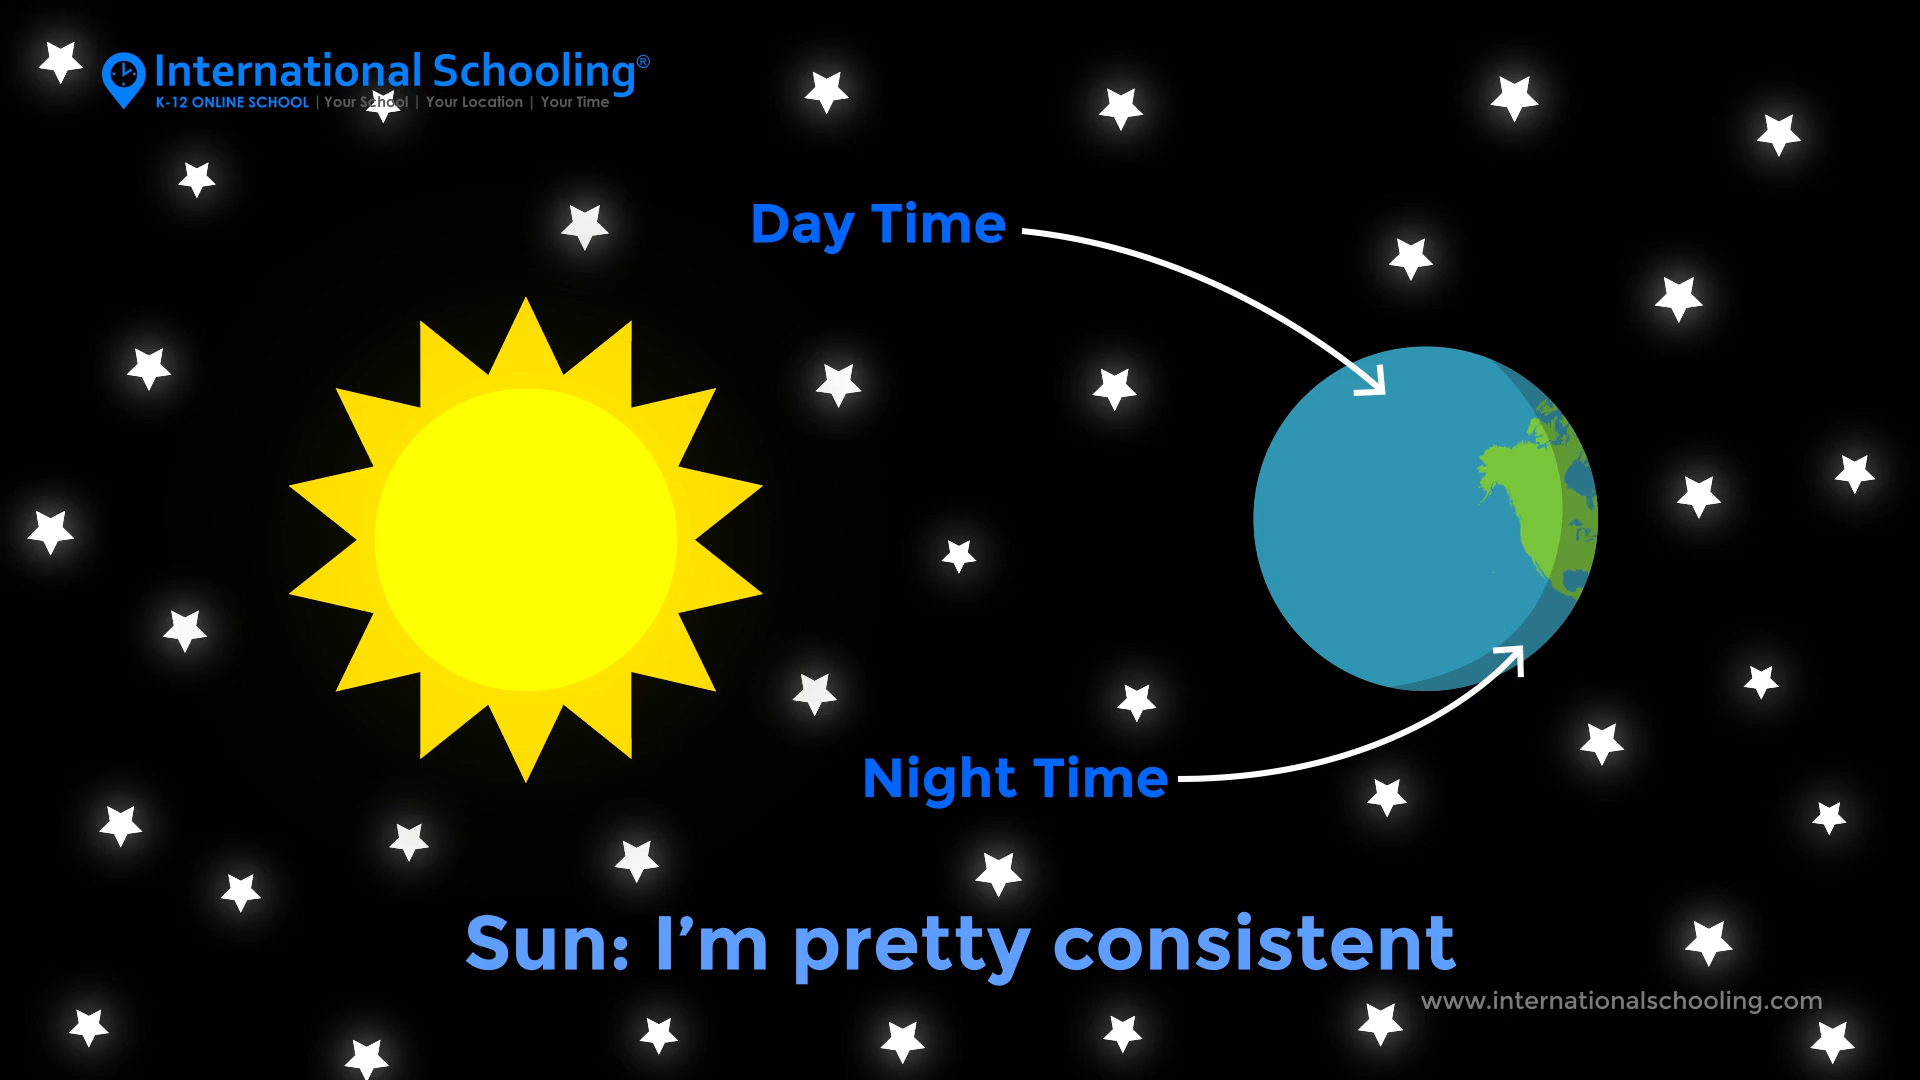 International Schooling®
K-12 ONLINE SCHOOL | Your School | Your Location | Your Time
Day Time
Night Time
Sun: I’m pretty consistent
www.internationalschooling.com